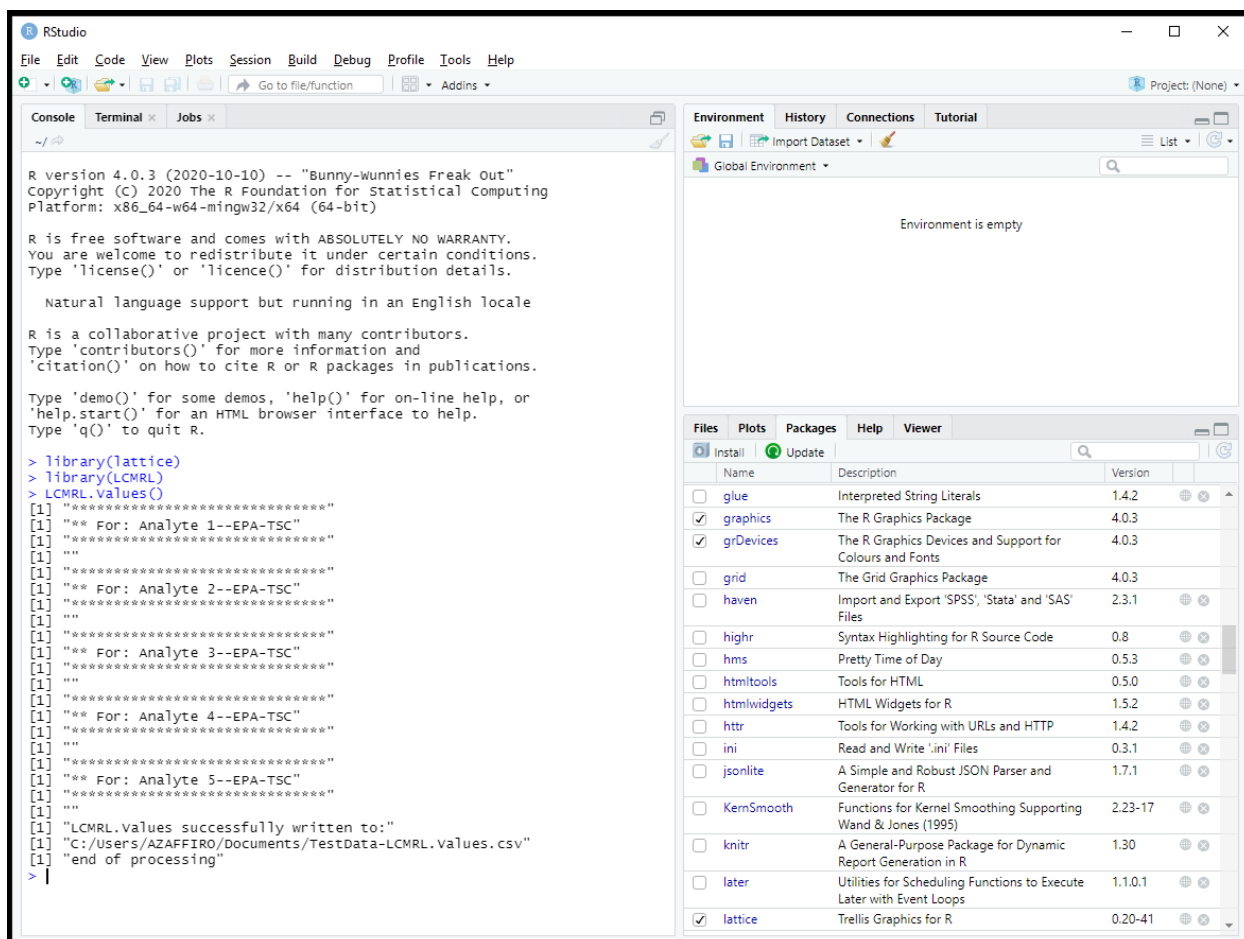 RStudio
File Edit Code View Plots Session Build Debug Profile Tools Help
Go to file/function Addins Project: (None)
Console Terminal Jobs
~/
R version 4.0.3 (2020-10-10) -- "Bunny-Wunnies Freak Out"
Copyright (C) 2020 The R Foundation for Statistical Computing
Platform: x86_64-w64-mingw32/x64 (64-bit)
R is free software and comes with ABSOLUTELY NO WARRANTY.
You are welcome to redistribute it under certain conditions.
Type 'license()' or 'licence()' for distribution details.
Natural language support but running in an English locale
R is a collaborative project with many contributors.
Type 'contributors()' for more information and
'citation()' on how to cite R or R packages in publications.
Type 'demo()' for some demos, 'help()' for on-line help, or
'help.start()' for an HTML browser interface to help.
Type 'q()' to quit R.
> library(lattice)
> library(LCMRL)
> LCMRL.Values()
[1] "******************************"
[1] "** For: Analyte 1--EPA-TSC"
[1] "******************************"
[1] ""
[1] "******************************"
[1] "** For: Analyte 2--EPA-TSC"
[1] "******************************"
[1] ""
[1] "******************************"
[1] "** For: Analyte 3--EPA-TSC"
[1] "******************************"
[1] ""
[1] "******************************"
[1] "** For: Analyte 4--EPA-TSC"
[1] "******************************"
[1] ""
[1] "******************************"
[1] "** For: Analyte 5--EPA-TSC"
[1] "******************************"
[1] ""
[1] "LCMRL.Values successfully written to:"
[1] "C:/Users/AZAFFIRO/Documents/TestData-LCMRL.Values.csv"
[1] "end of processing"
>
Environment History Connections Tutorial
Import Dataset List
Global Environment
Environment is empty
Files Plots Packages Help Viewer
Install Update
Name Description Version
glue Interpreted String Literals 1.4.2
graphics The R Graphics Package 4.0.3
grDevices The R Graphics Devices and Support for 4.0.3
Colours and Fonts
grid The Grid Graphics Package 4.0.3
haven Import and Export 'SPSS', 'Stata' and 'SAS' 2.3.1
Files
highr Syntax Highlighting for R Source Code 0.8
hms Pretty Time of Day 0.5.3
htmltools Tools for HTML 0.5.0
htmlwidgets HTML Widgets for R 1.5.2
httr Tools for Working with URLs and HTTP 1.4.2
ini Read and Write '.ini' Files 0.3.1
jsonlite A Simple and Robust JSON Parser and 1.7.1
Generator for R
KernSmooth Functions for Kernel Smoothing Supporting 2.23-17
Wand & Jones (1995)
knitr A General-Purpose Package for Dynamic 1.30
Report Generation in R
later Utilities for Scheduling Functions to Execute 1.1.0.1
Later with Event Loops
lattice Trellis Graphics for R 0.20-41